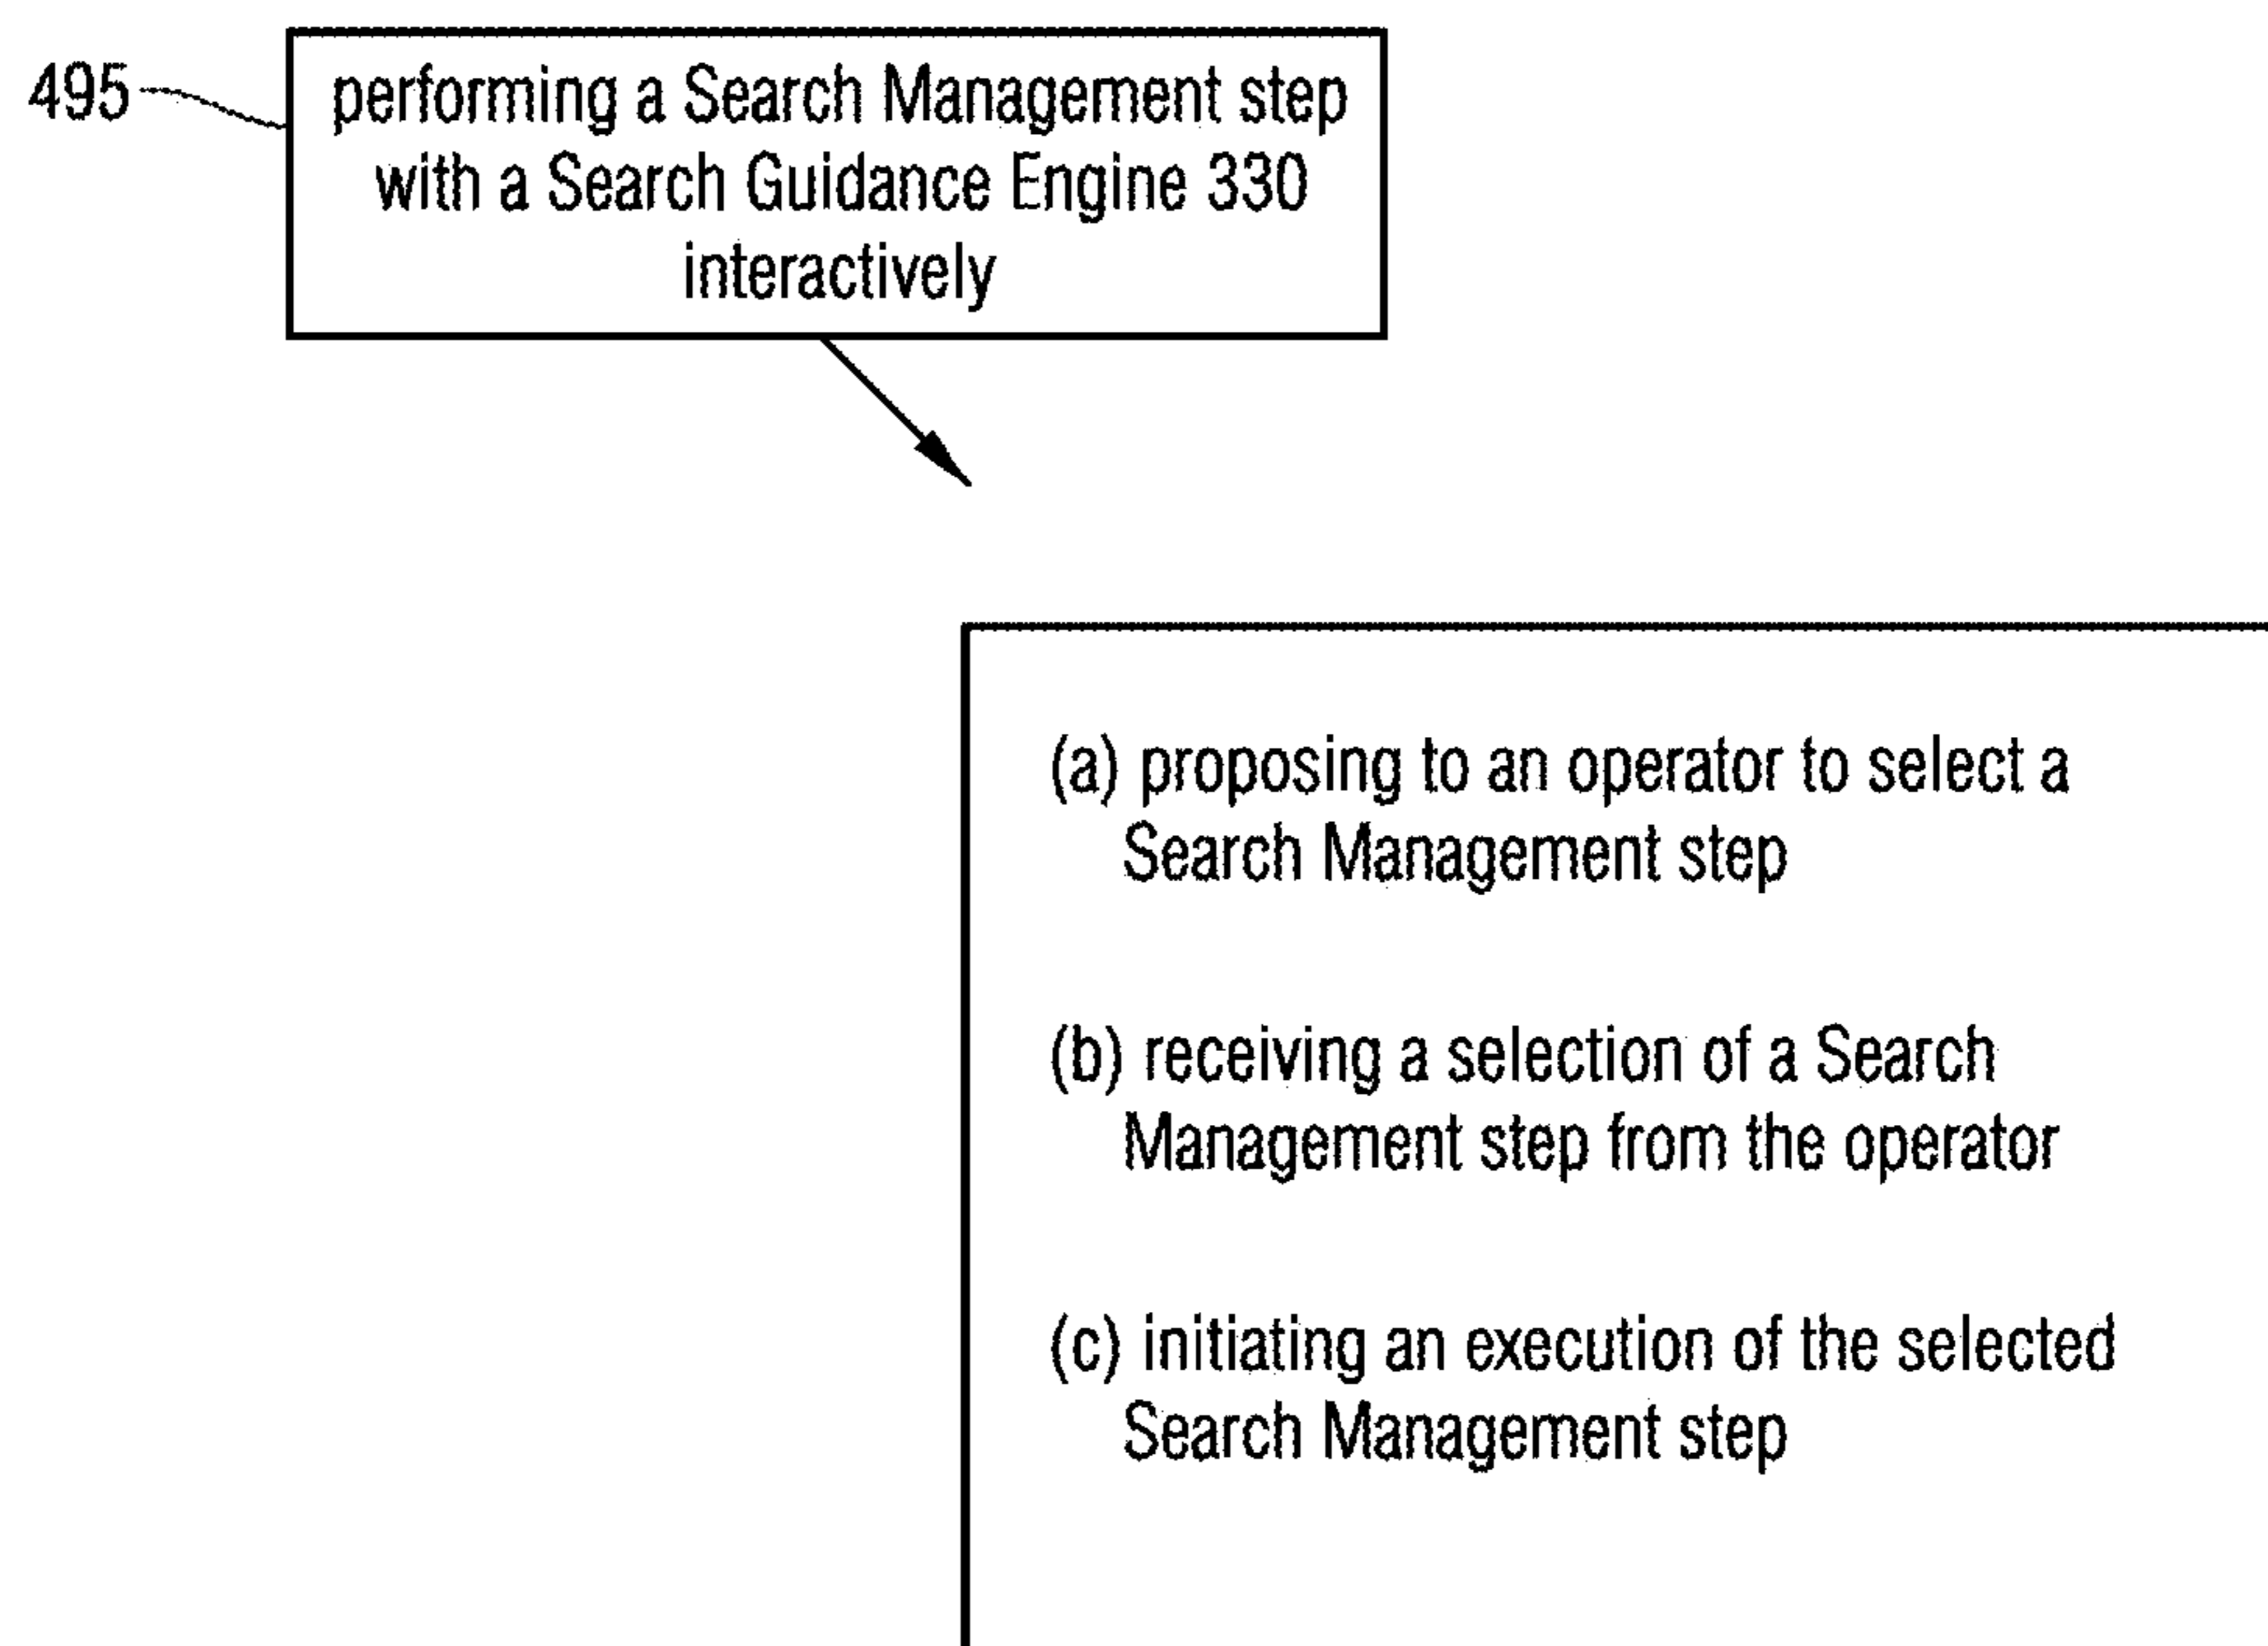 495
performing a Search Management step
with a Search Guidance Engine 330
interactively
(a) proposing to an operator to select a
Search Management step
(b) receiving a selection of a Search
Management step from the operator
(c) initiating an execution of the selected
Search Management step